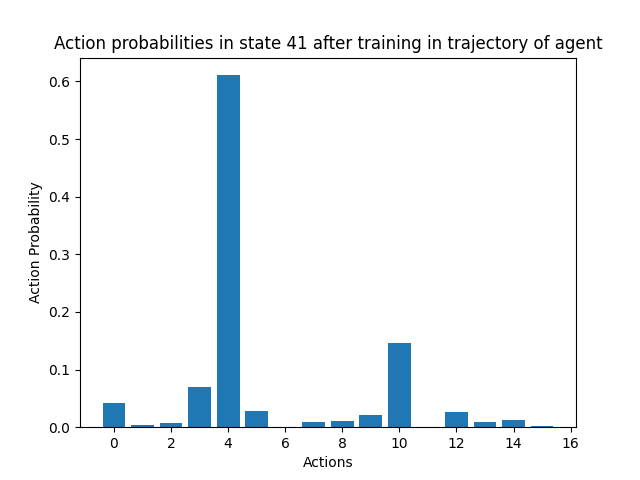 Action probabilities in state 41 after training in trajectory of agent
0.6
0.5
0.4
0.3
0.2
0.1
0.0
Action Probability
0 2 4 6 8 10 12 14 16
Actions